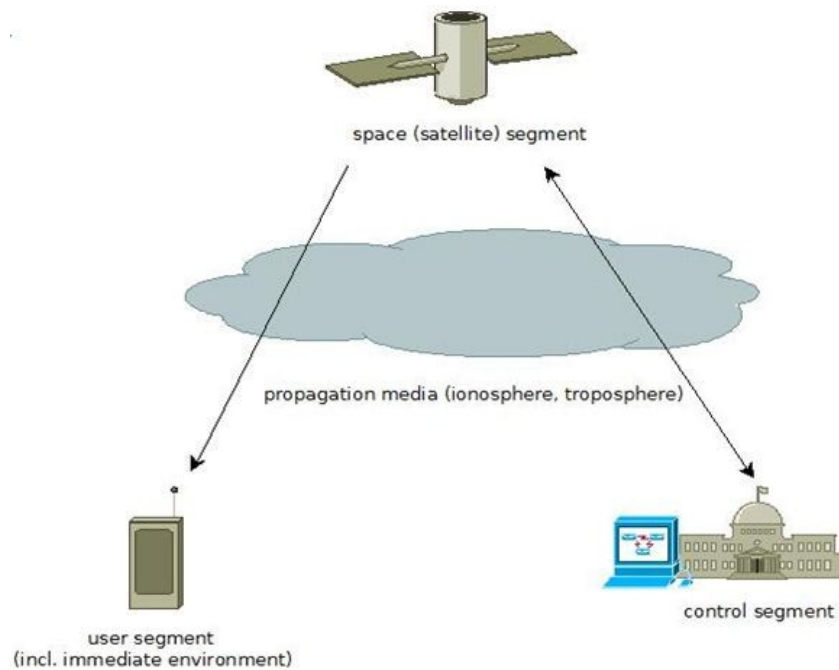 space (satellite) segment
propagation media (ionosphere, troposphere)
user segment
(incl. immediate environment)
control segment